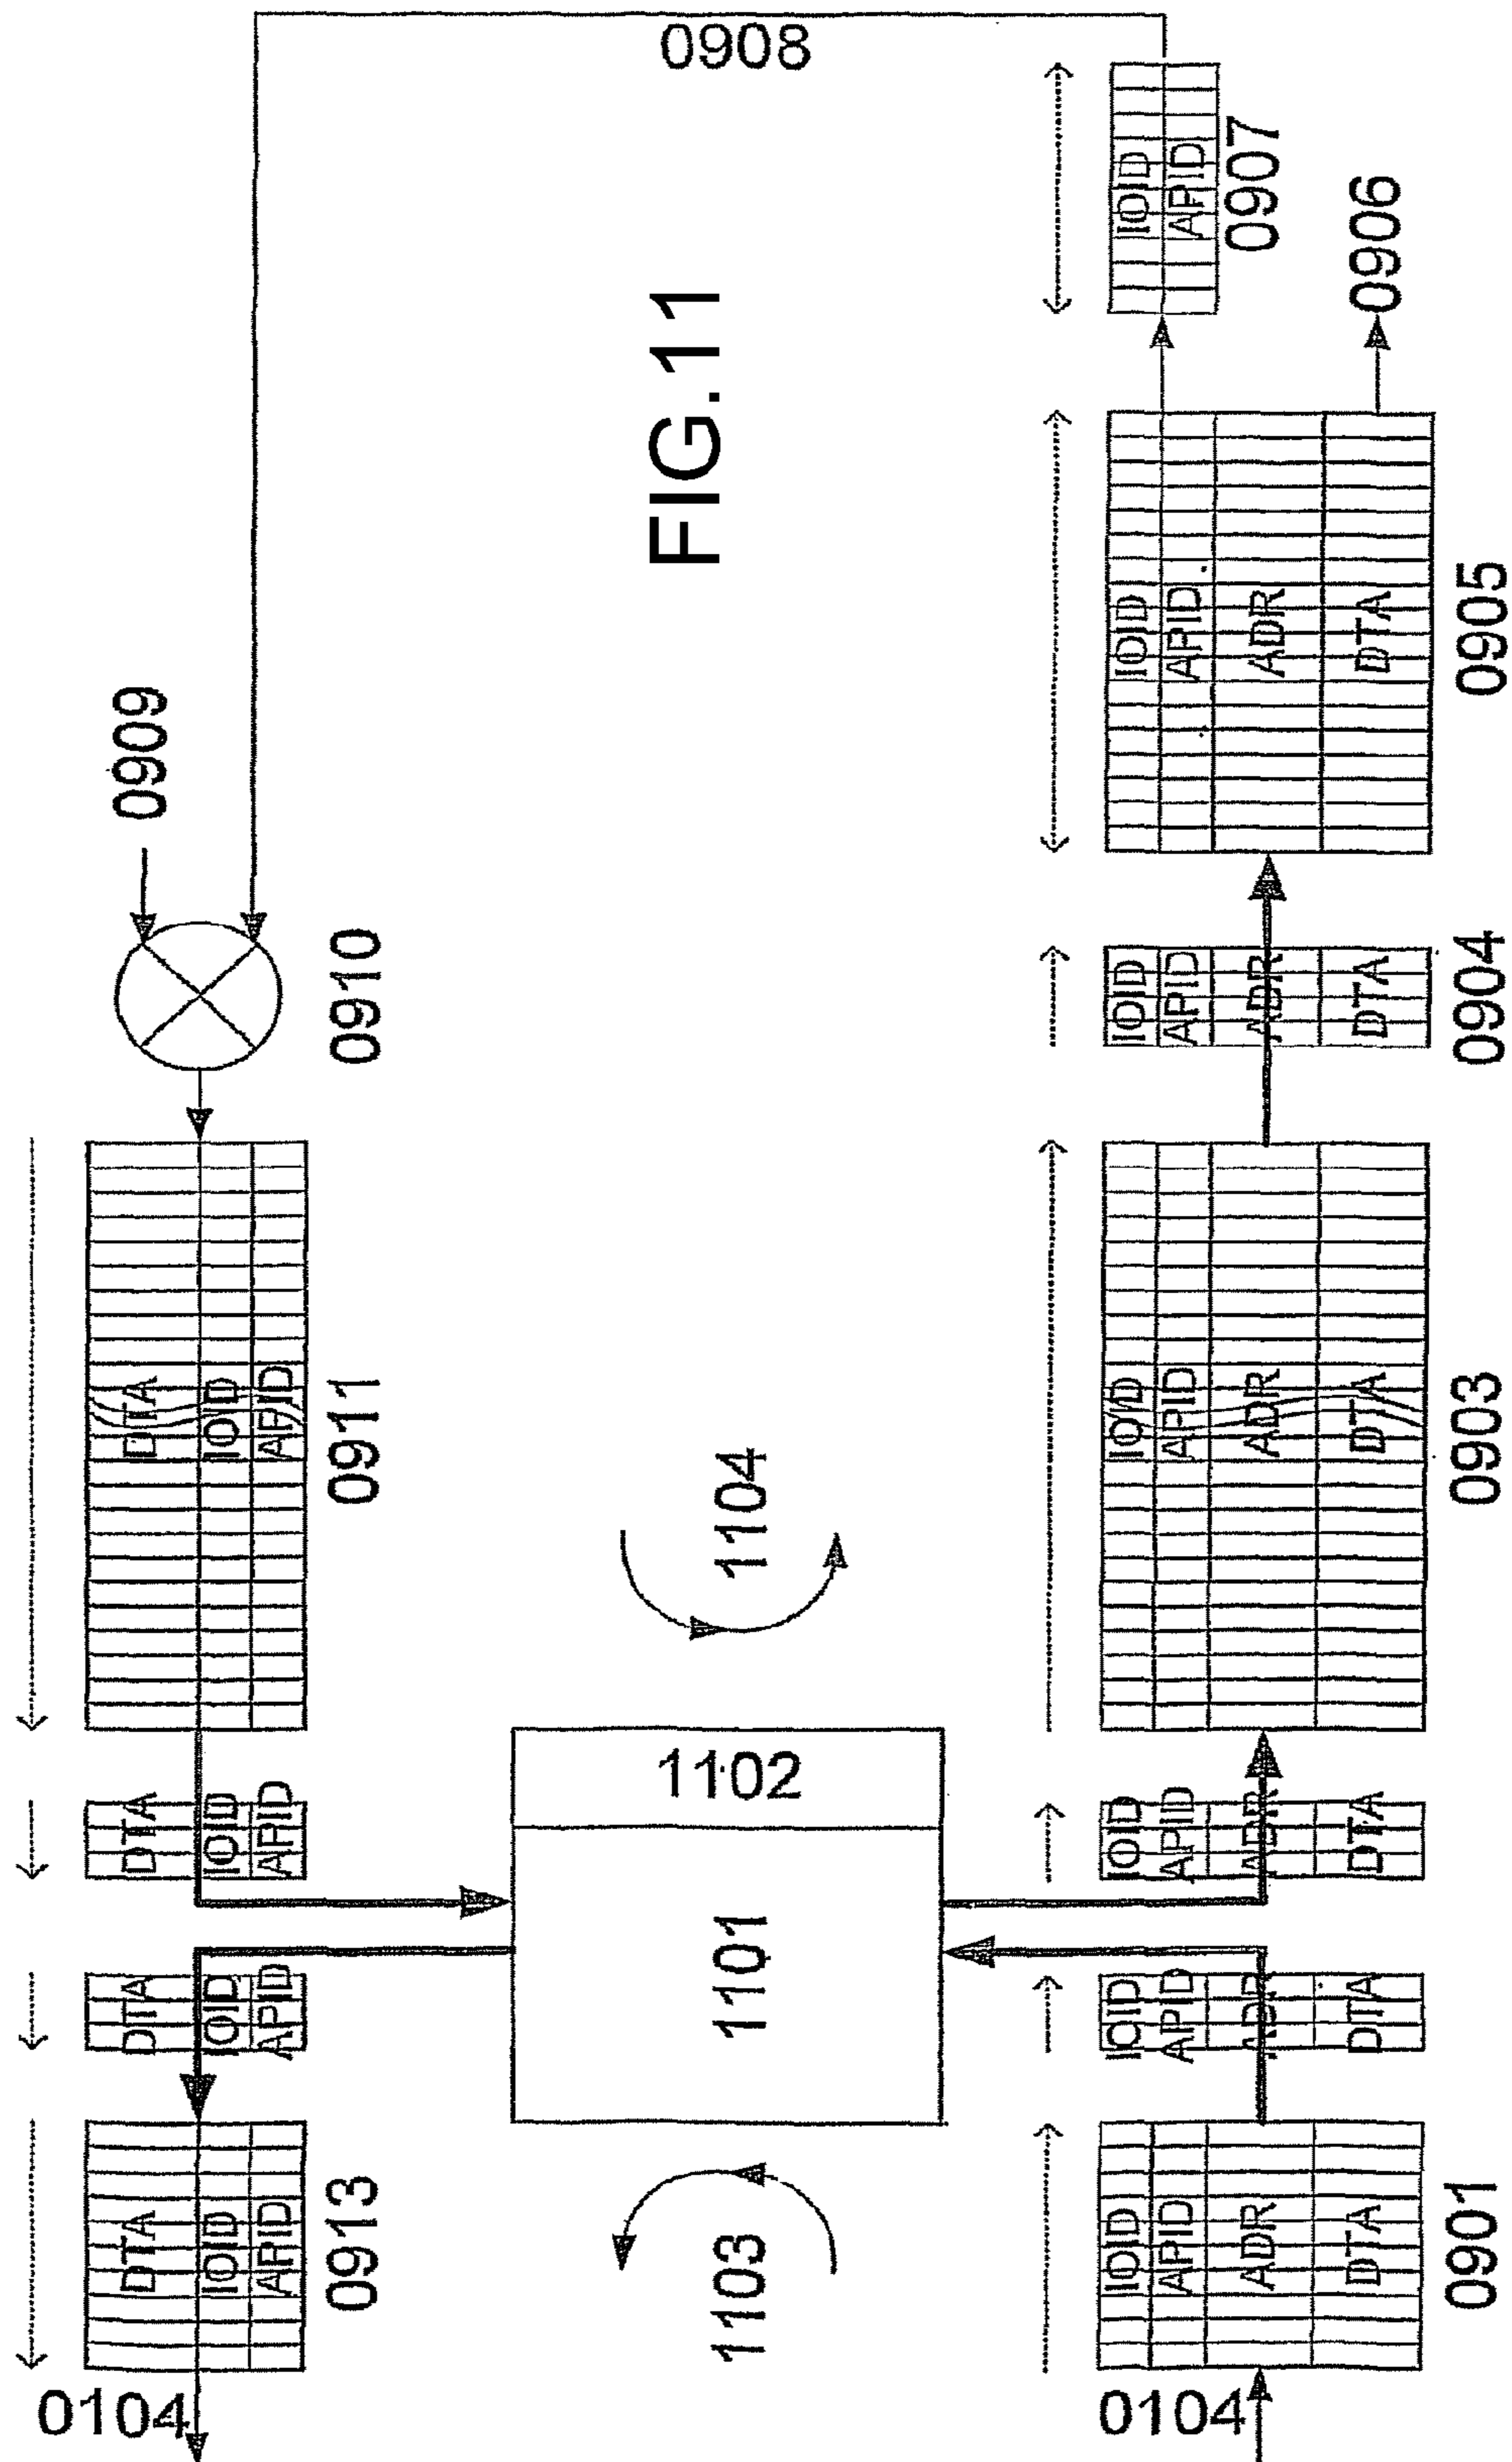 0104
DTA
IOID
APID
0913
DTA
IOID
APID
DTA
IOID
APID
DTA
IOID
APID
0911
0910
0909
0908
1103
1101
1102
1104
FIG.11
0104
IOID
APID
ADR
DTA
0901
IOID
APID
ADR
DTA
IOID
APID
ADR
DTA
IOID
APID
ADR
DTA
0903
IOID
APID
ADR
DTA
0904
IOID
APID
ADR
DTA
0905
0906
IOID
APID
0907